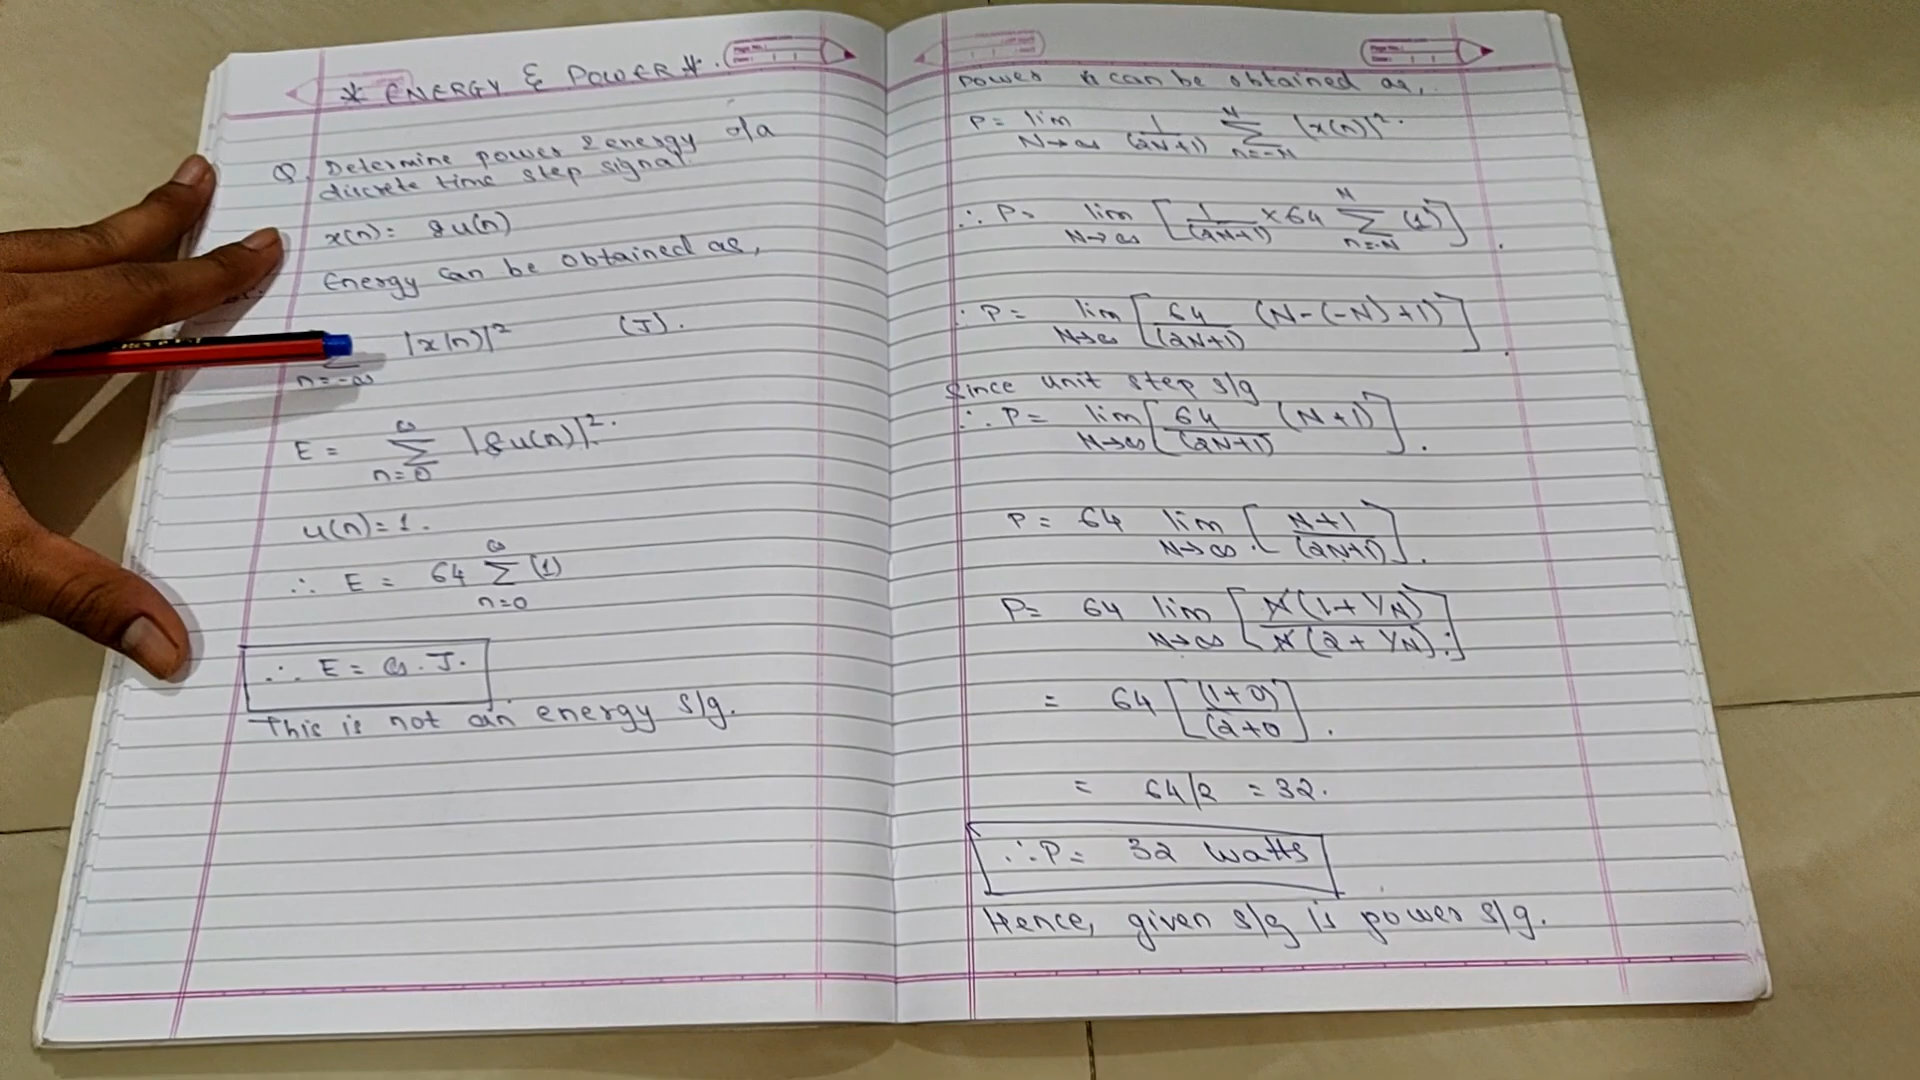 * ENERGY & POWER *.
Q. Determine power & energy of a
discrete time step signal.
x(n) = 8u(n)
Energy can be obtained as,
|x(n)|² (J).
n=-∞
E = ∞ Σ n=0 |8u(n)|².
u(n) = 1.
∴ E = 64 ∞ Σ n=0 (1)
∴ E = ∞ J.
This is not an energy s/g.
Power can be obtained as,
P = lim N→∞ 1/(2N+1) N Σ n=-N |x(n)|².
∴ P = lim N→∞ [1/(2N+1) × 64 N Σ n=-N (1)].
∴ P = lim N→∞ [64/(2N+1) (N-(-N)+1)].
Since unit step s/g
∴ P = lim N→∞ [64/(2N+1) (N+1)].
P = 64 lim N→∞ [N+1/(2N+1)].
P = 64 lim N→∞ [N(1+1/N)/N(2+1/N)]
= 64 [(1+0)/(2+0].
= 64/2 = 32.
∴ P = 32 watts
Hence, given s/g is power s/g.